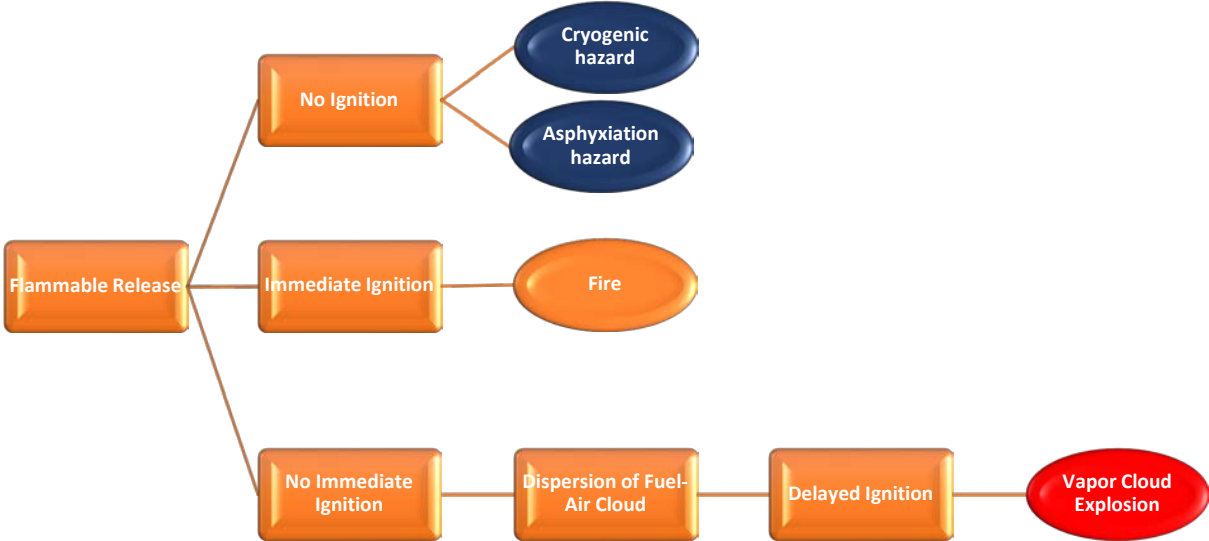 Cryogenic
hazard
No Ignition
Asphyxiation
hazard
Flammable Release
Immediate Ignition
Fire
No Immediate
Ignition
Dispersion of Fuel-
Air Cloud
Delayed Ignition
Vapor Cloud
Explosion